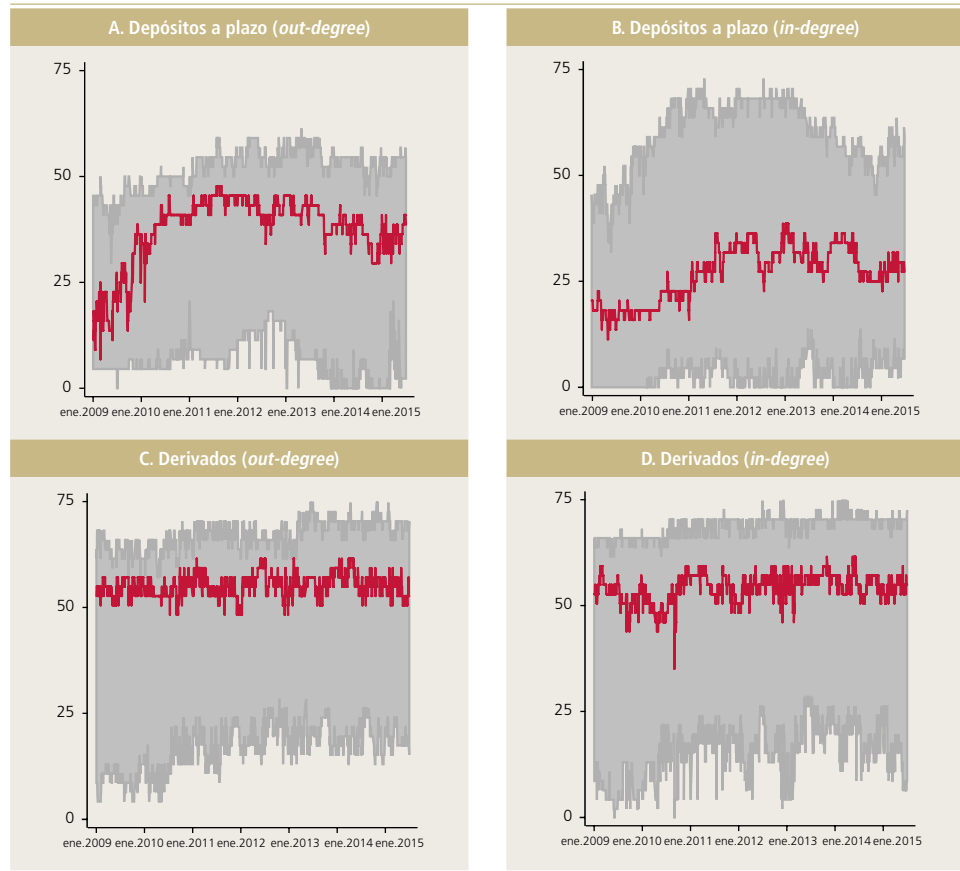 A. Depósitos a plazo (out-degree)
75
50
25
0
ene.2009 ene.2010 ene.2011 ene.2012 ene.2013 ene.2014 ene.2015
B. Depósitos a plazo (in-degree)
75
50
25
0
ene.2009 ene.2010 ene.2011 ene.2012 ene.2013 ene.2014 ene.2015
C. Derivados (out-degree)
75
50
25
0
ene.2009 ene.2010 ene.2011 ene.2012 ene.2013 ene.2014 ene.2015
D. Derivados (in-degree)
75
50
25
0
ene.2009 ene.2010 ene.2011 ene.2012 ene.2013 ene.2014 ene.2015